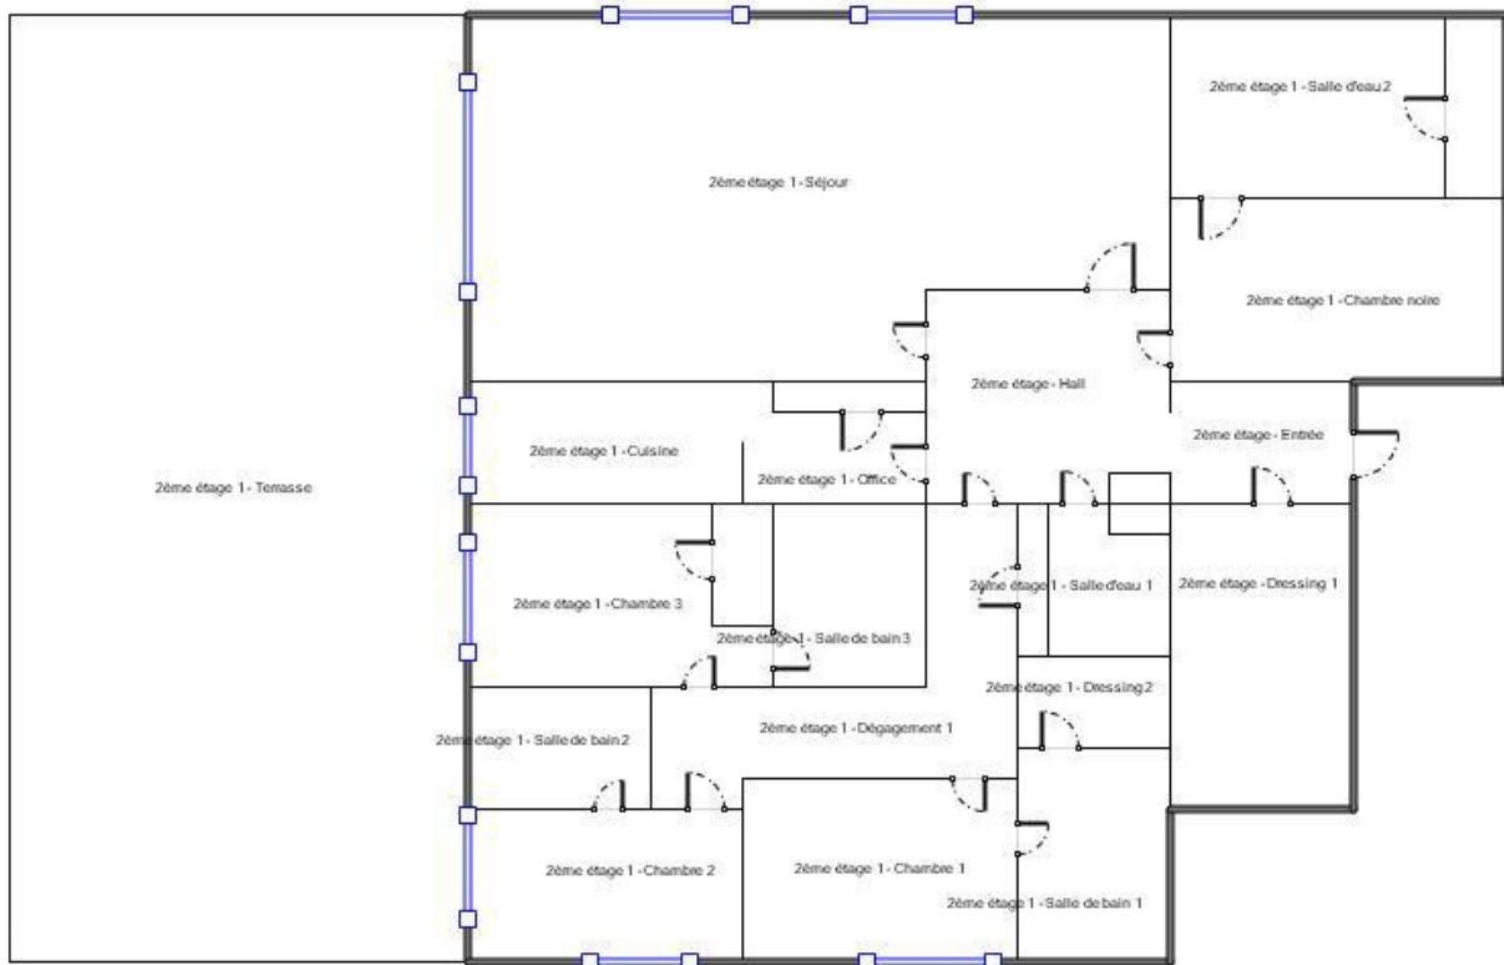 2ème étage 1 - Salle d'eau 2
2ème étage 1 - Séjour
2ème étage 1 - Chambre noire
2ème étage - Hall
2ème étage - Entrée
2ème étage 1 - Cuisine
2ème étage 1 - Office
2ème étage 1 - Terrasse
2ème étage 1 - Salle d'eau 1
2ème étage - Dressing 1
2ème étage 1 - Chambre 3
2ème étage 1 - Salle de bain 3
2ème étage 1 - Dressing 2
2ème étage 1 - Dégagement 1
2ème étage 1 - Salle de bain 2
2ème étage 1 - Chambre 2
2ème étage 1 - Chambre 1
2ème étage 1 - Salle de bain 1